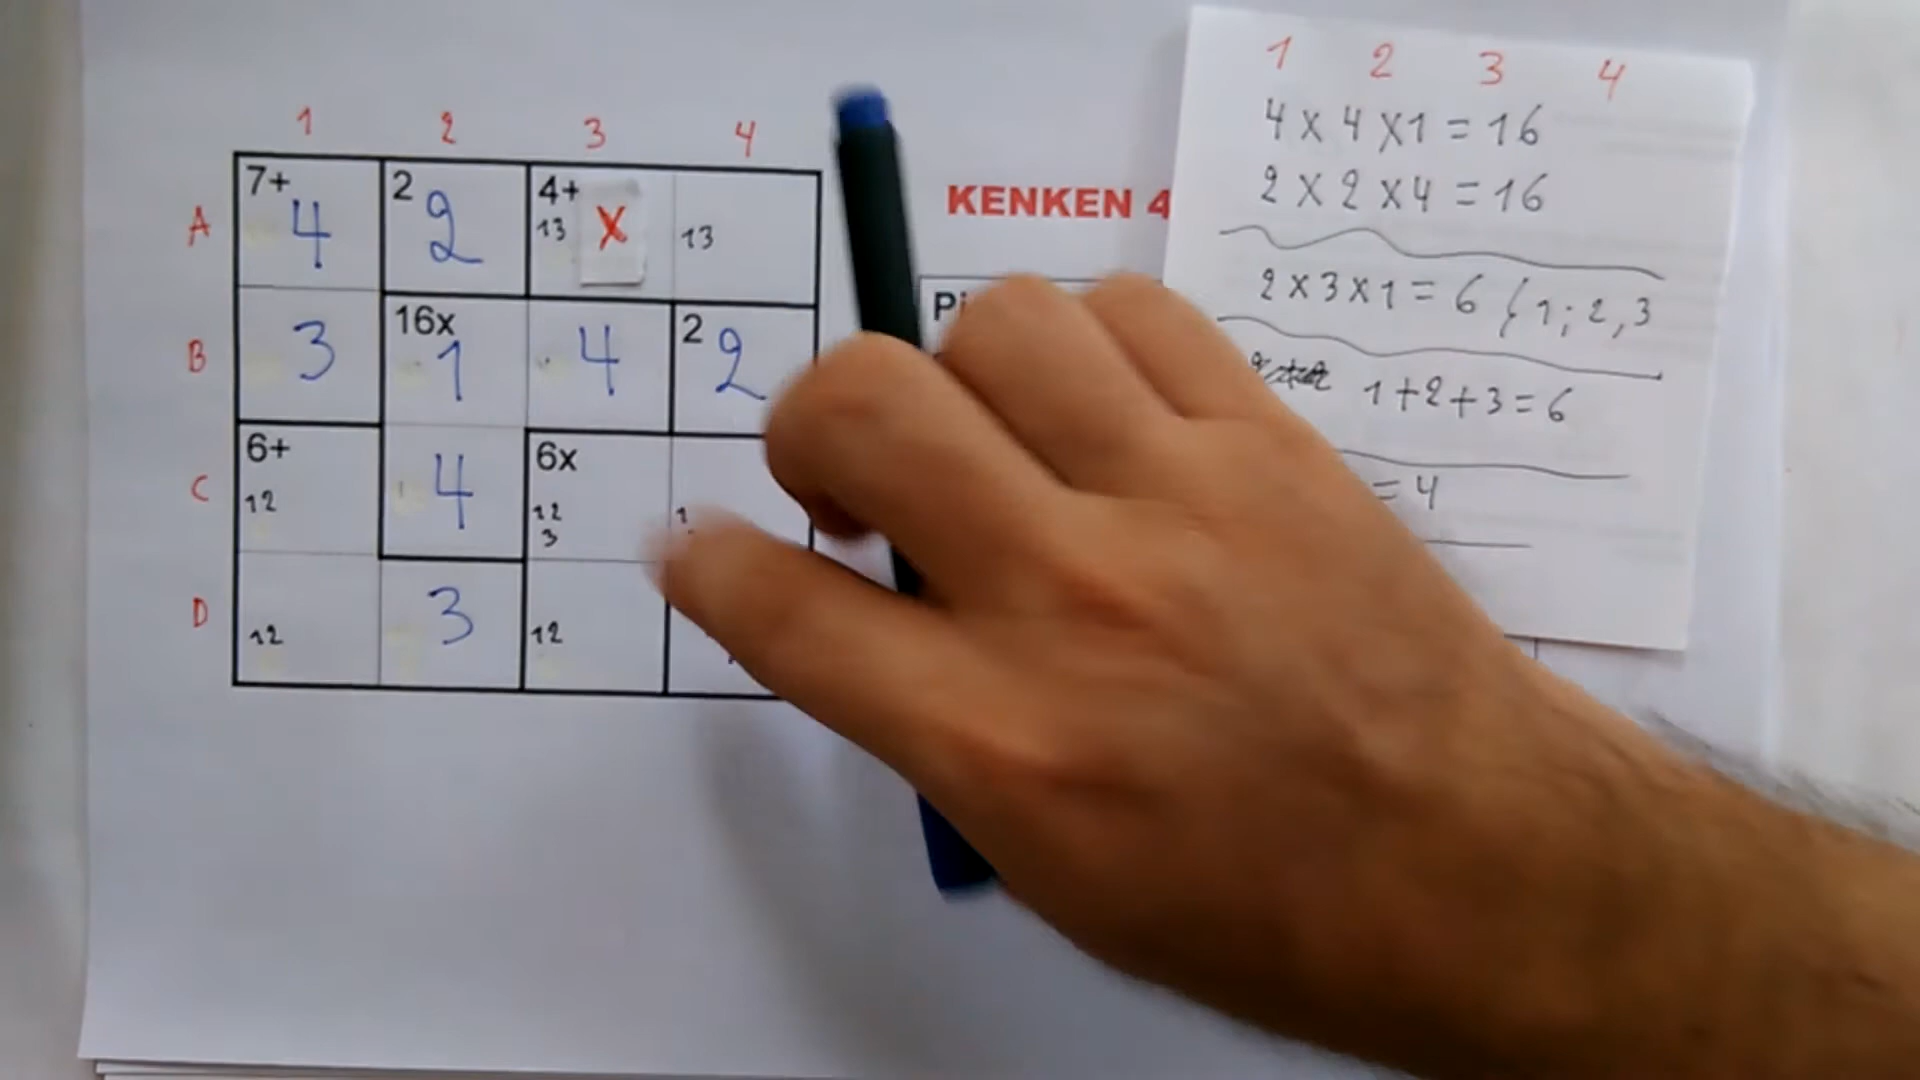 1 2 3 4
A 7+ 4 2 2 4+ 13 X 13
B 3 16x 1 4 2 2
C 6+ 12 4 6x 12 3 1
D 12 3 12
KENKEN 4
1 2 3 4
4 x 4 x 1 = 16
2 x 2 x 4 = 16
2 x 3 x 1 = 6 / 1; 2, 3
1 + 2 + 3 = 6
= 4